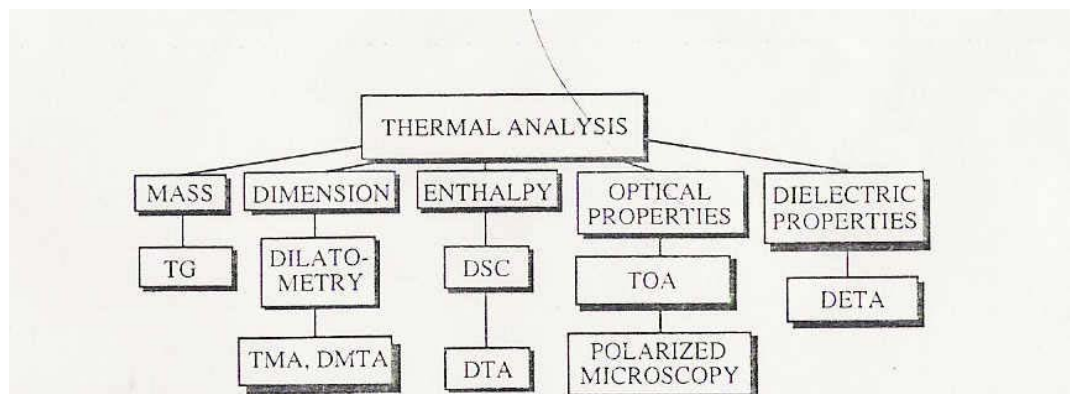 THERMAL ANALYSIS
MASS
DIMENSION
ENTHALPY
OPTICAL
PROPERTIES
DIELECTRIC
PROPERTIES
TG
DILATO-
METRY
DSC
TOA
DETA
TMA, DMTA
DTA
POLARIZED
MICROSCOPY